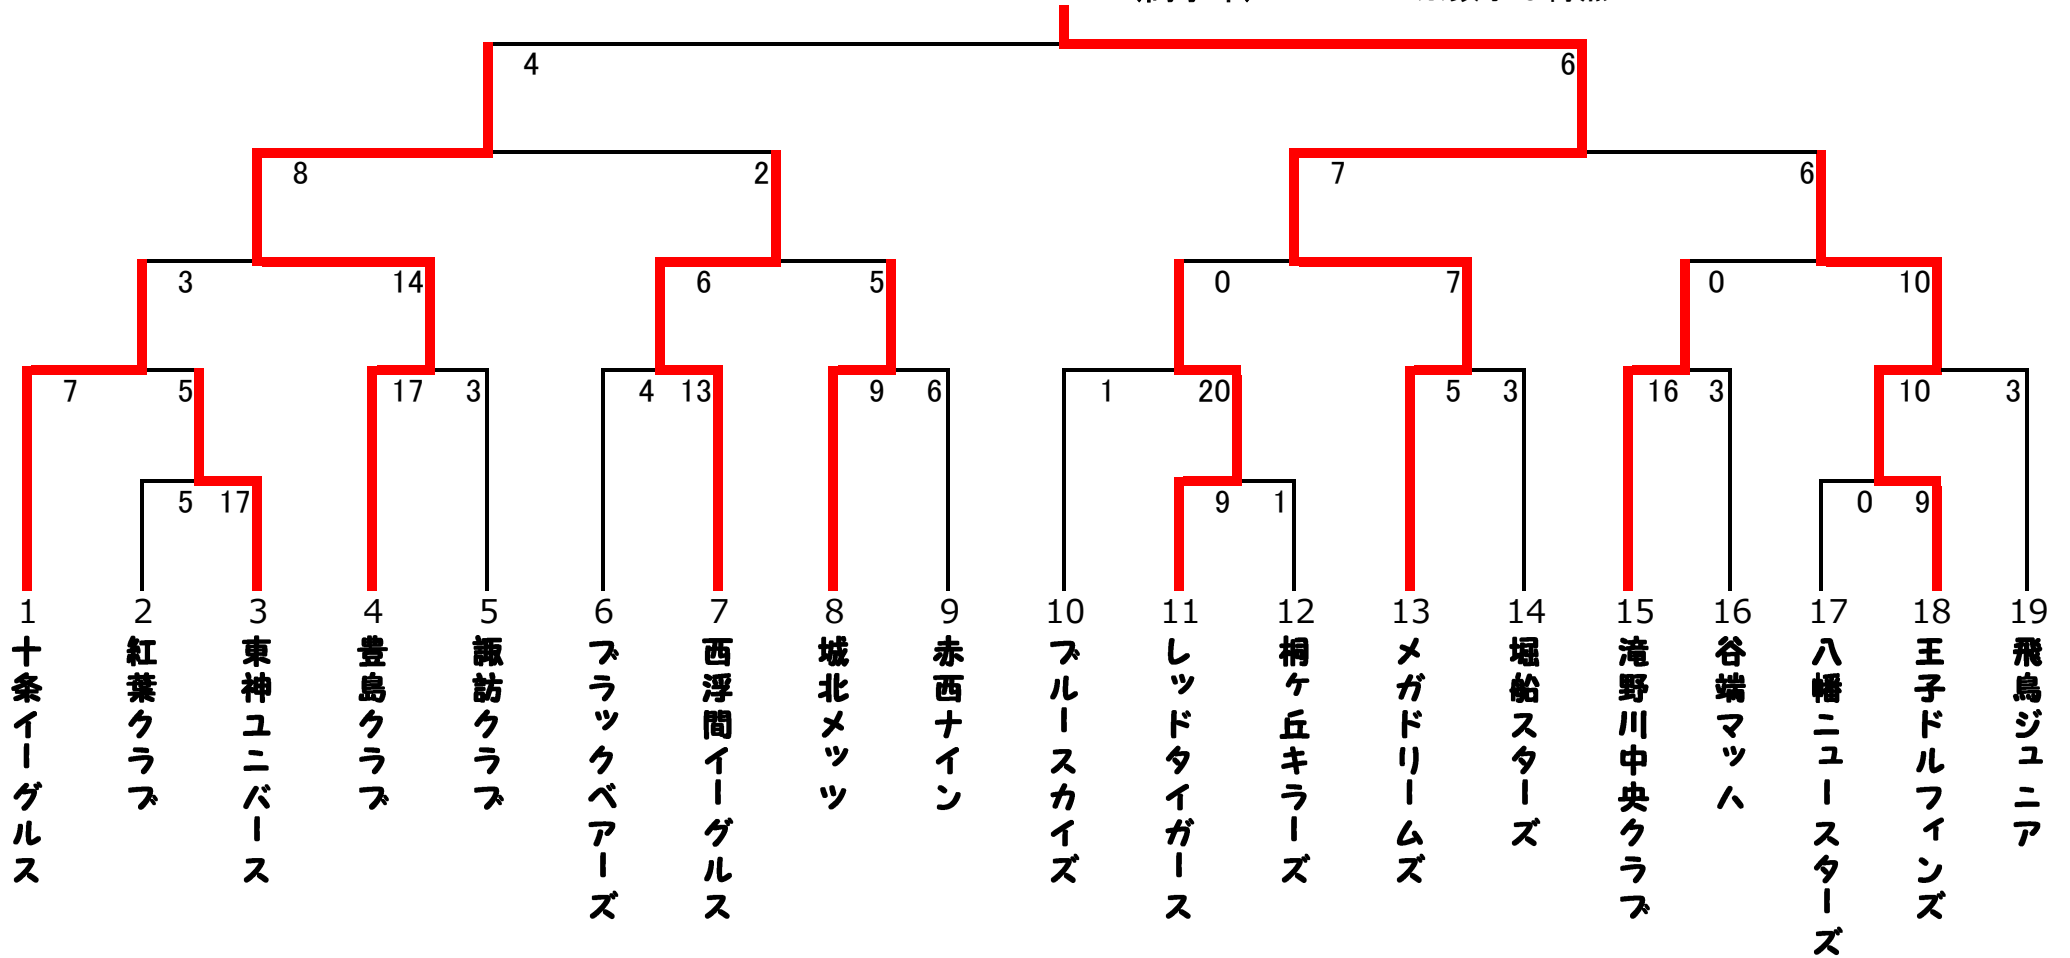 4 6
8 2 7 6
3 14 6 5 0 7 0 10
7 5 17 3 4 13 9 6 1 20 5 3 16 3 10 3
5 17 9 1 0 9
1 2 3 4 5 6 7 8 9 10 11 12 13 14 15 16 17 18 19
十条イーグルス
紅葉クラブ
東神ユニバース
豊島クラブ
諏訪クラブ
ブラックベアーズ
西浮間イーグルス
城北メッツ
赤西ナイン
ブルースカイズ
レッドタイガース
桐ヶ丘キラーズ
メガドリームズ
堀船スターズ
滝野川中央クラブ
谷端マッハ
八幡ニュースターズ
王子ドルフィンズ
飛鳥ジュニア